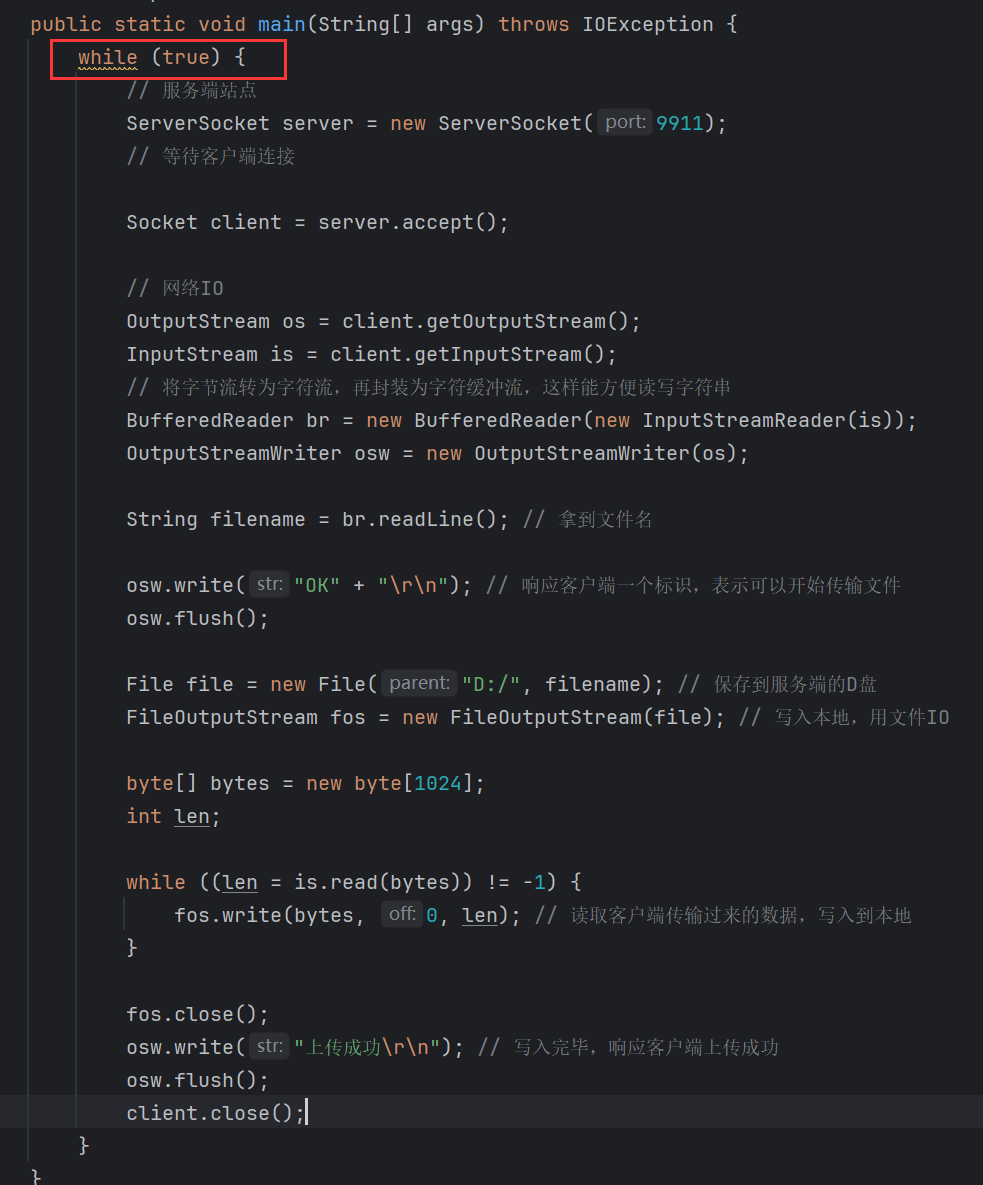 public static void main(String[] args) throws IOException {
while (true) {
// 服务端站点
ServerSocket server = new ServerSocket( port: 9911);
// 等待客户端连接
Socket client = server.accept();
// 网络IO
OutputStream os = client.getOutputStream();
InputStream is = client.getInputStream();
// 将字节流转为字符流，再封装为字符缓冲流，这样能方便读写字符串
BufferedReader br = new BufferedReader(new InputStreamReader(is));
OutputStreamWriter osw = new OutputStreamWriter(os);
String filename = br.readLine(); // 拿到文件名
osw.write( str: "OK" + "\r\n"); // 响应客户端一个标识，表示可以开始传输文件
osw.flush();
File file = new File( parent: "D:/", filename); // 保存到服务端的D盘
FileOutputStream fos = new FileOutputStream(file); // 写入本地，用文件IO
byte[] bytes = new byte[1024];
int len;
while ((len = is.read(bytes)) != -1) {
fos.write(bytes, off: 0, len); // 读取客户端传输过来的数据，写入到本地
}
fos.close();
osw.write( str: "上传成功\r\n"); // 写入完毕，响应客户端上传成功
osw.flush();
client.close();
}
}